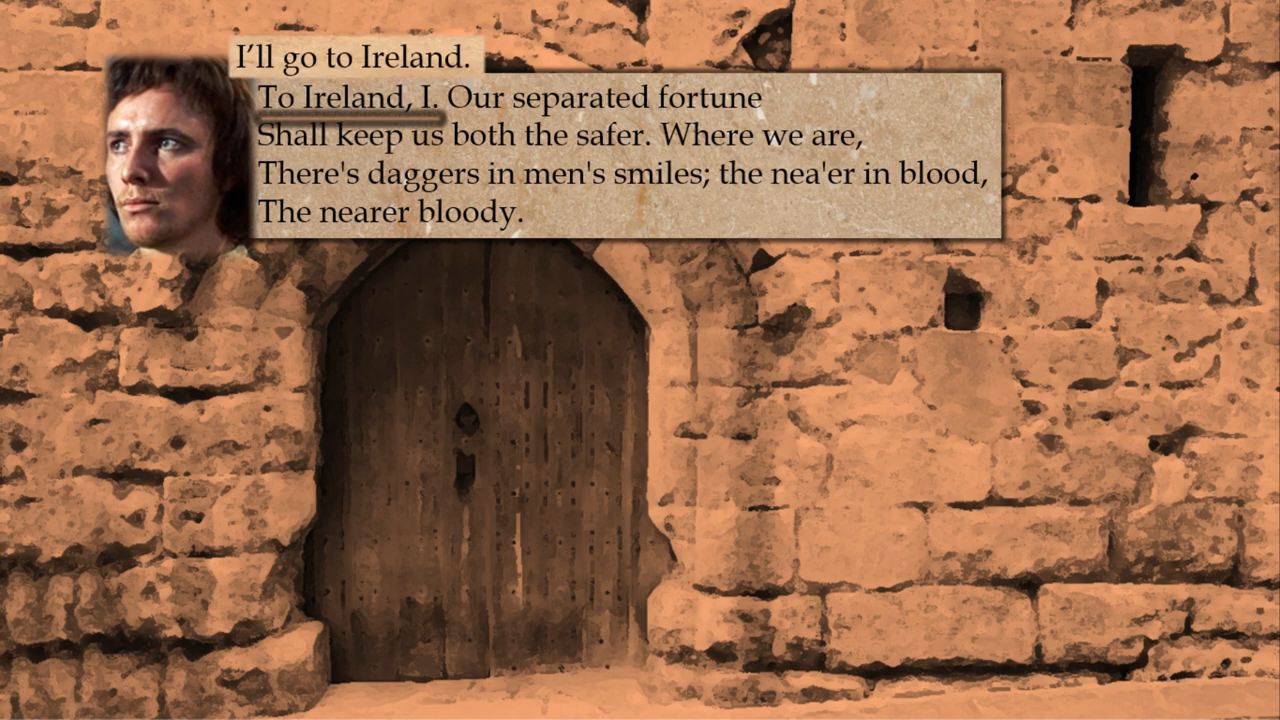 I’ll go to Ireland.
To Ireland, I. Our separated fortune
Shall keep us both the safer. Where we are,
There's daggers in men's smiles; the nea'er in blood,
The nearer bloody.